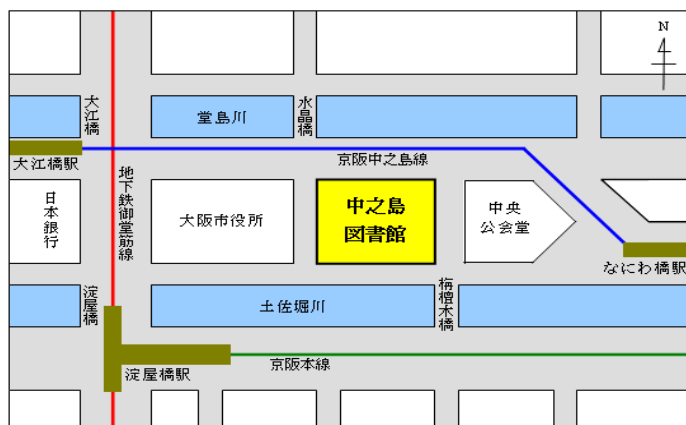 N
大江橋
堂島川
水晶橋
京阪中之島線
大江橋駅
地下鉄御堂筋線
日本銀行
大阪市役所
中之島
図書館
中央
公会堂
なにわ橋駅
淀屋橋
土佐堀川
栴檀木橋
京阪本線
淀屋橋駅